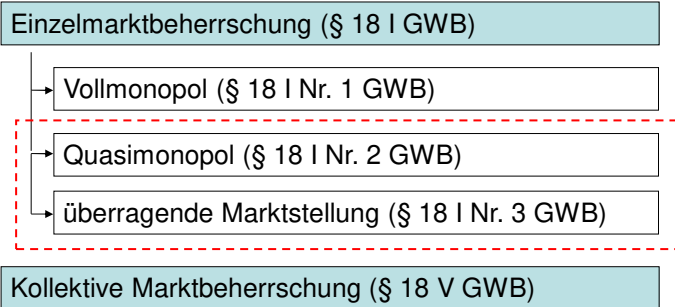 Einzelmarktbeherrschung (§ 18 I GWB)
Vollmonopol (§ 18 I Nr. 1 GWB)
Quasimonopol (§ 18 I Nr. 2 GWB)
überragende Marktstellung (§ 18 I Nr. 3 GWB)
Kollektive Marktbeherrschung (§ 18 V GWB)